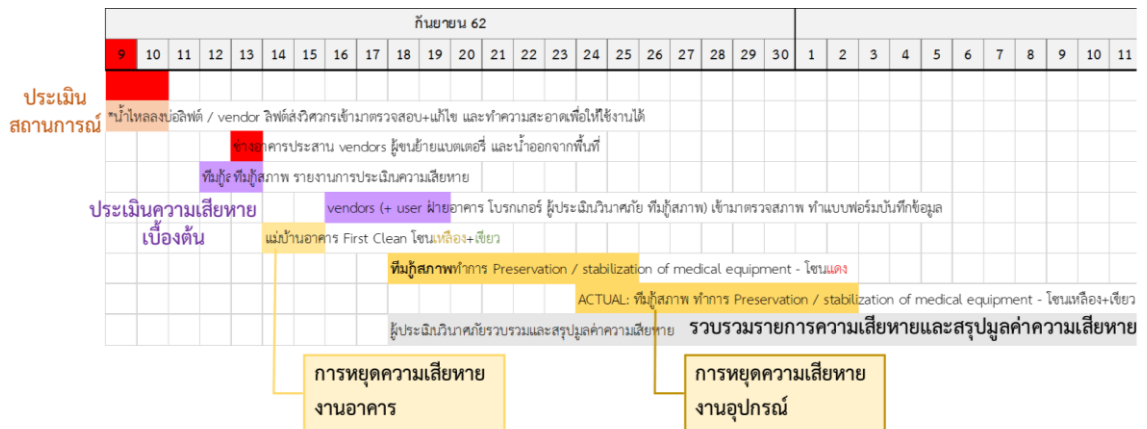 กันยายน 62
9 10 11 12 13 14 15 16 17 18 19 20 21 22 23 24 25 26 27 28 29 30 1 2 3 4 5 6 7 8 9 10 11
ประเมิน
สถานการณ์
*น้ำไหลลงบ่อลิฟต์ / vendor ลิฟต์ส่งวิศวกรเข้ามาตรวจสอบ+แก้ไข และทำความสะอาดเพื่อให้ใช้งานได้
ช่างอาคารประสาน vendors ผู้ขนย้ายแบตเตอรี่ และน้ำออกจากพื้นที่
ทีมกู้ส ทีมกู้สภาพ รายงานการประเมินความเสียหาย
ประเมินความเสียหาย
เบื้องต้น
vendors (+ user ฝ่ายอาคาร โบรกเกอร์ ผู้ประเมินวินาศภัย ทีมกู้สภาพ) เข้ามาตรวจสภาพ ทำแบบฟอร์มบันทึกข้อมูล
แม่บ้านอาคาร First Clean โซนเหลือง+เขียว
ทีมกู้สภาพทำการ Preservation / stabilization of medical equipment - โซนแดง
ACTUAL: ทีมกู้สภาพ ทำการ Preservation / stabilization of medical equipment - โซนเหลือง+เขียว
ผู้ประเมินวินาศภัยรวบรวมและสรุปมูลค่าความเสียหาย รวบรวมรายการความเสียหายและสรุปมูลค่าความเสียหาย
การหยุดความเสียหาย
งานอาคาร
การหยุดความเสียหาย
งานอุปกรณ์